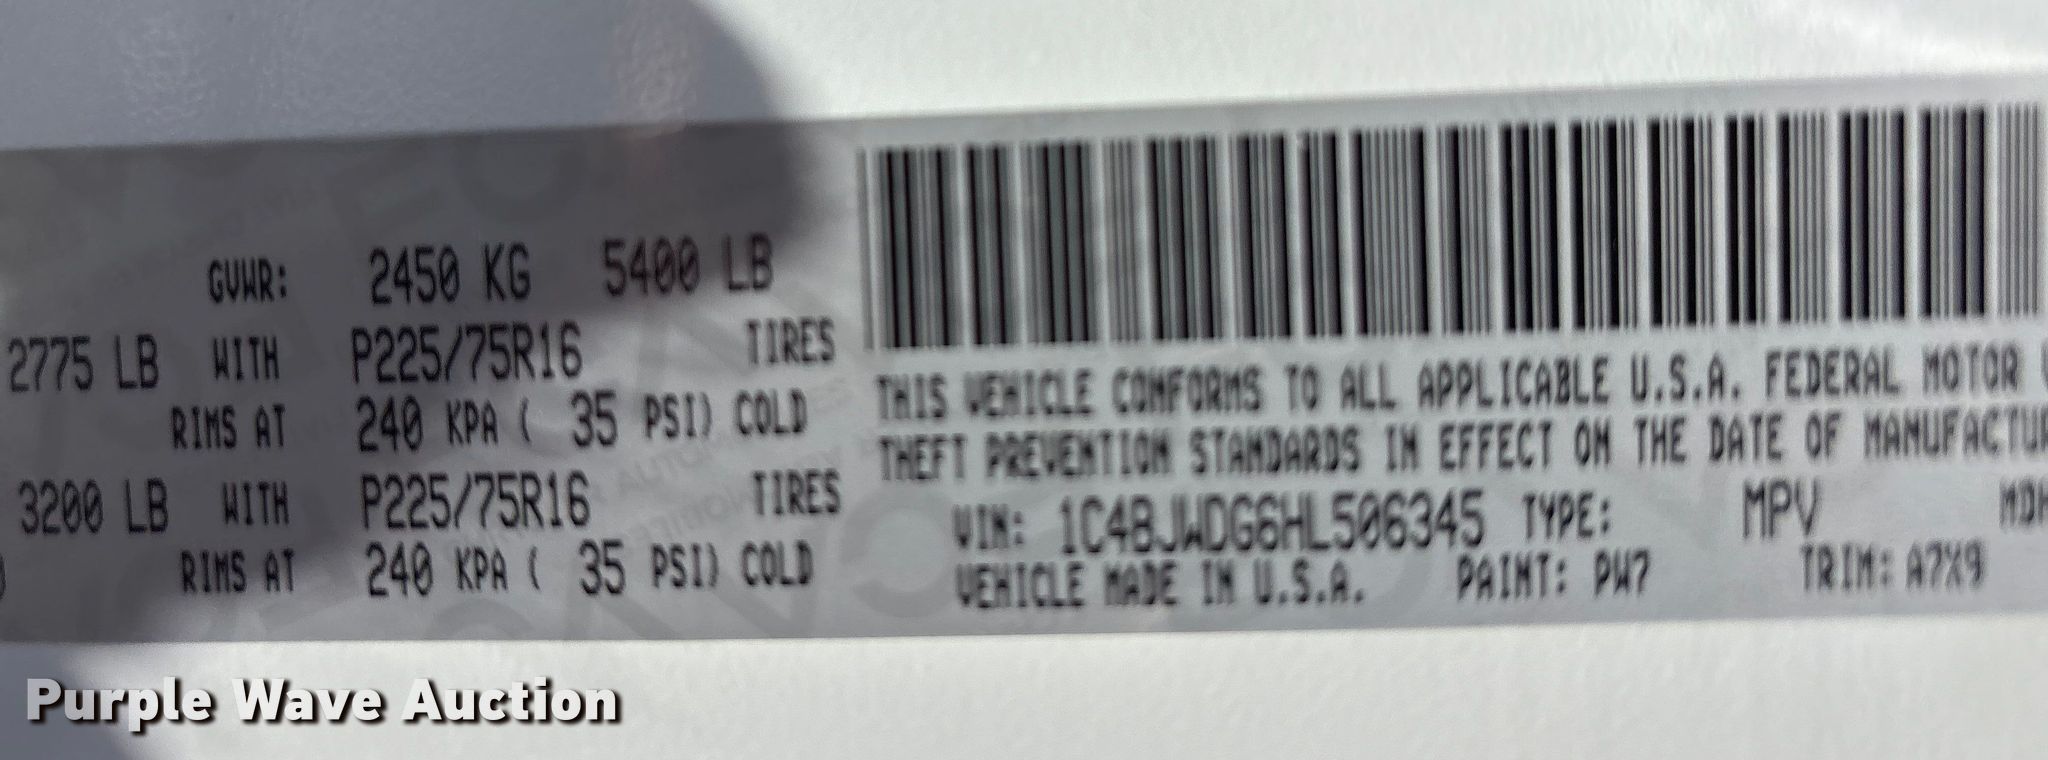 GVWR: 2450 KG 5400 LB
2775 LB WITH P225/75R16 TIRES
RIMS AT 240 KPA ( 35 PSI) COLD
3200 LB WITH P225/75R16 TIRES
RIMS AT 240 KPA ( 35 PSI) COLD
THIS VEHICLE CONFORMS TO ALL APPLICABLE U.S.A. FEDERAL MOTOR
THEFT PREVENTION STANDARDS IN EFFECT ON THE DATE OF MANUFACTUR
VIN: 1C4BJWDG6HL506345 TYPE: MPV MDH
VEHICLE MADE IN U.S.A. PAINT: PW7 TRIM: A7X9
Purple Wave Auction